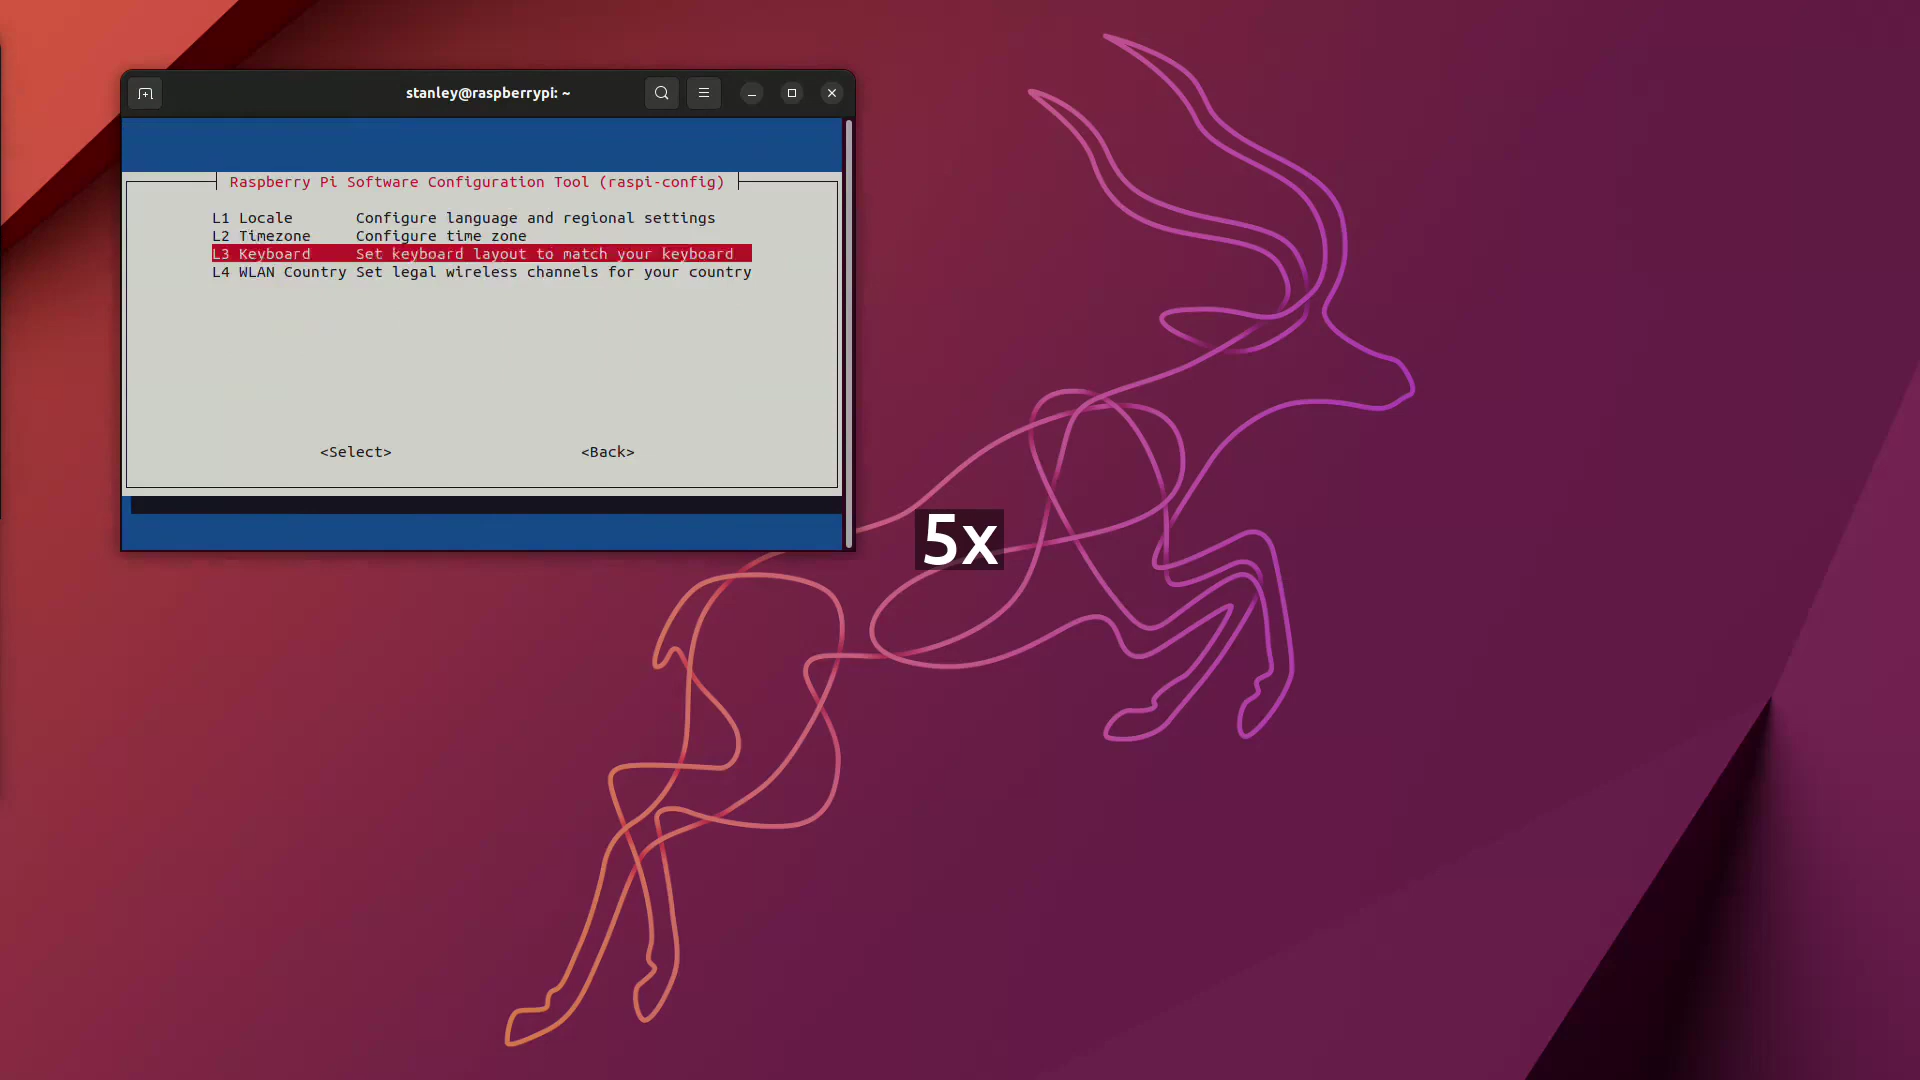 stanley@raspberrypi: ~
Raspberry Pi Software Configuration Tool (raspi-config)
L1 Locale Configure language and regional settings
L2 Timezone Configure time zone
L3 Keyboard Set keyboard layout to match your keyboard
L4 WLAN Country Set legal wireless channels for your country
<Select> <Back>
5x